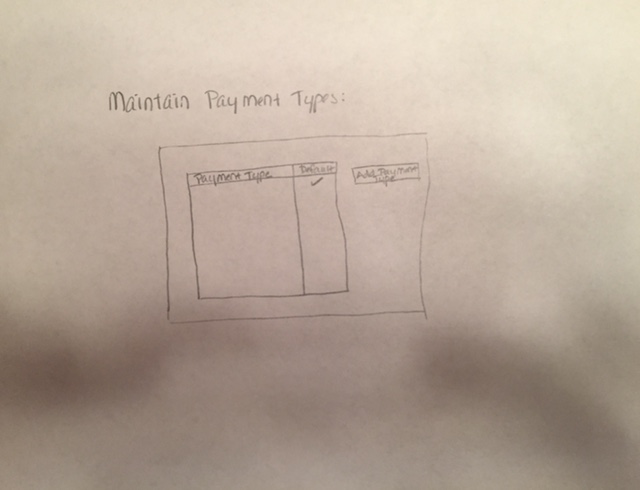 Maintain Payment Types:
Payment Type
Default
Add Payment
Type